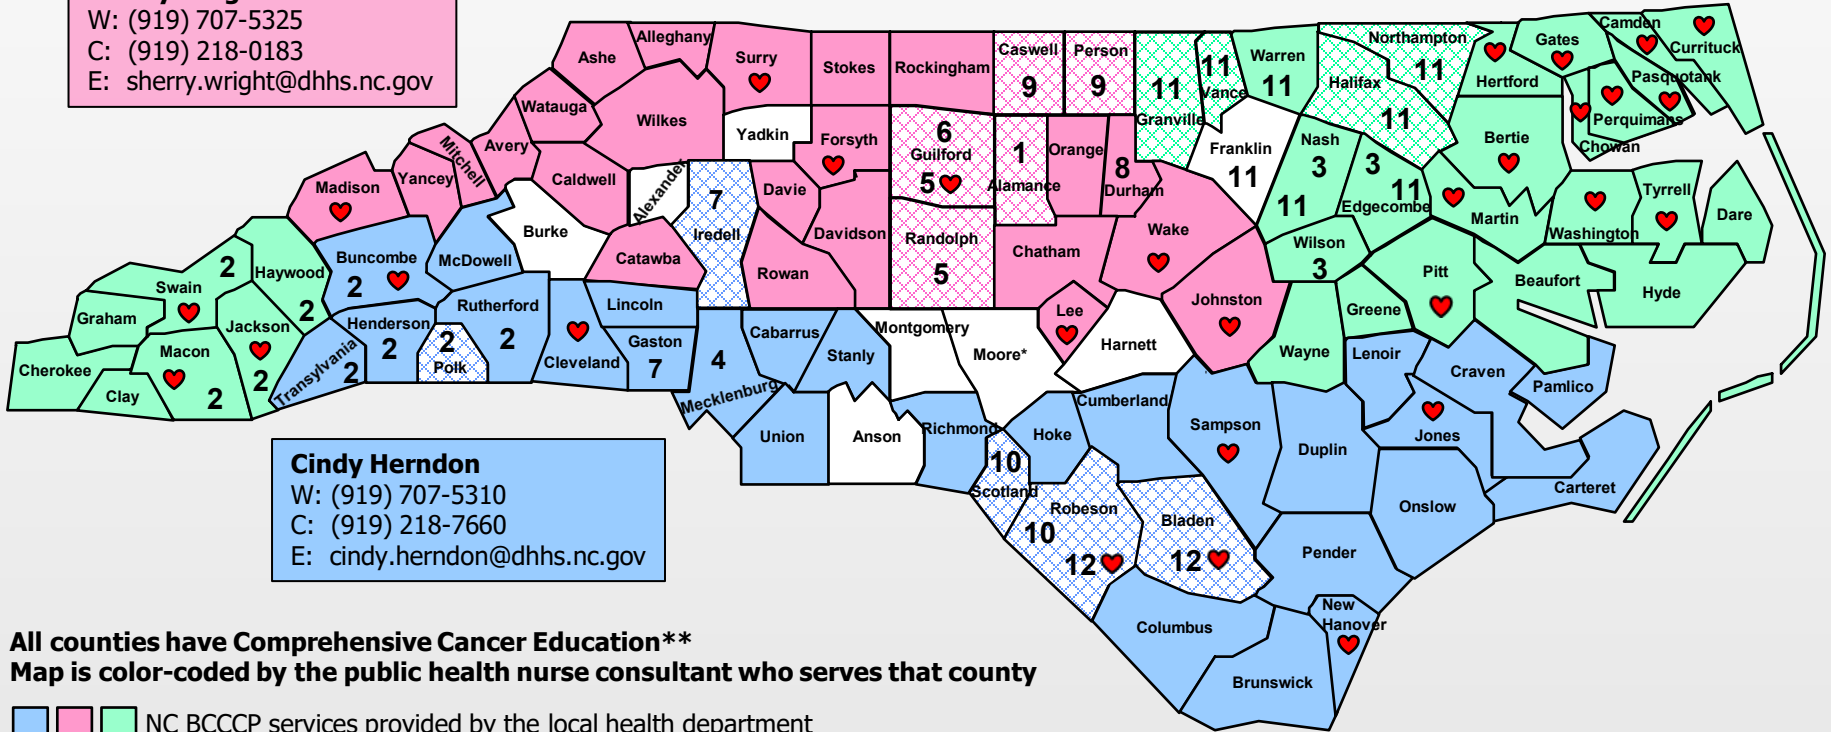 W: (919) 707-5325
C: (919) 218-0183
E: sherry.wright@dhhs.nc.gov
Ashe
Alleghany
Surry
Stokes
Rockingham
Caswell
9
Person
9
11
Granville
11
Vance
Warren
11
Northampton
11
Halifax
11
Hertford
Gates
Camden
Currituck
Pasquotank
Perquimans
Chowan
Watauga
Wilkes
Yadkin
Forsyth
6
Guilford
5
1
Alamance
Orange
8
Durham
Franklin
11
Nash
3
11
3
11
Edgecombe
Bertie
Martin
Washington
Tyrrell
Dare
Mitchell
Avery
Caldwell
Alexander
7
Iredell
Davie
Davidson
Randolph
5
Chatham
Wake
Wilson
3
Pitt
Beaufort
Hyde
Madison
Yancey
Burke
Catawba
Rowan
Lee
Johnston
Greene
Swain
2
Haywood
2
Buncombe
2
McDowell
Rutherford
2
Lincoln
Gaston
7
Cabarrus
Stanly
Montgomery
Moore*
Harnett
Wayne
Lenoir
Craven
Pamlico
Graham
Cherokee
Clay
Macon
2
Jackson
2
Transylvania
2
Henderson
2
2
Polk
Cleveland
4
Mecklenburg
Union
Anson
Richmond
Hoke
Cumberland
Sampson
Duplin
Jones
Onslow
Carteret
10
Scotland
Robeson
10
12
Bladen
12
Pender
Columbus
New
Hanover
Brunswick
Cindy Herndon
W: (919) 707-5310
C: (919) 218-7660
E: cindy.herndon@dhhs.nc.gov
All counties have Comprehensive Cancer Education**
Map is color-coded by the public health nurse consultant who serves that county
NC BCCCP services provided by the local health department